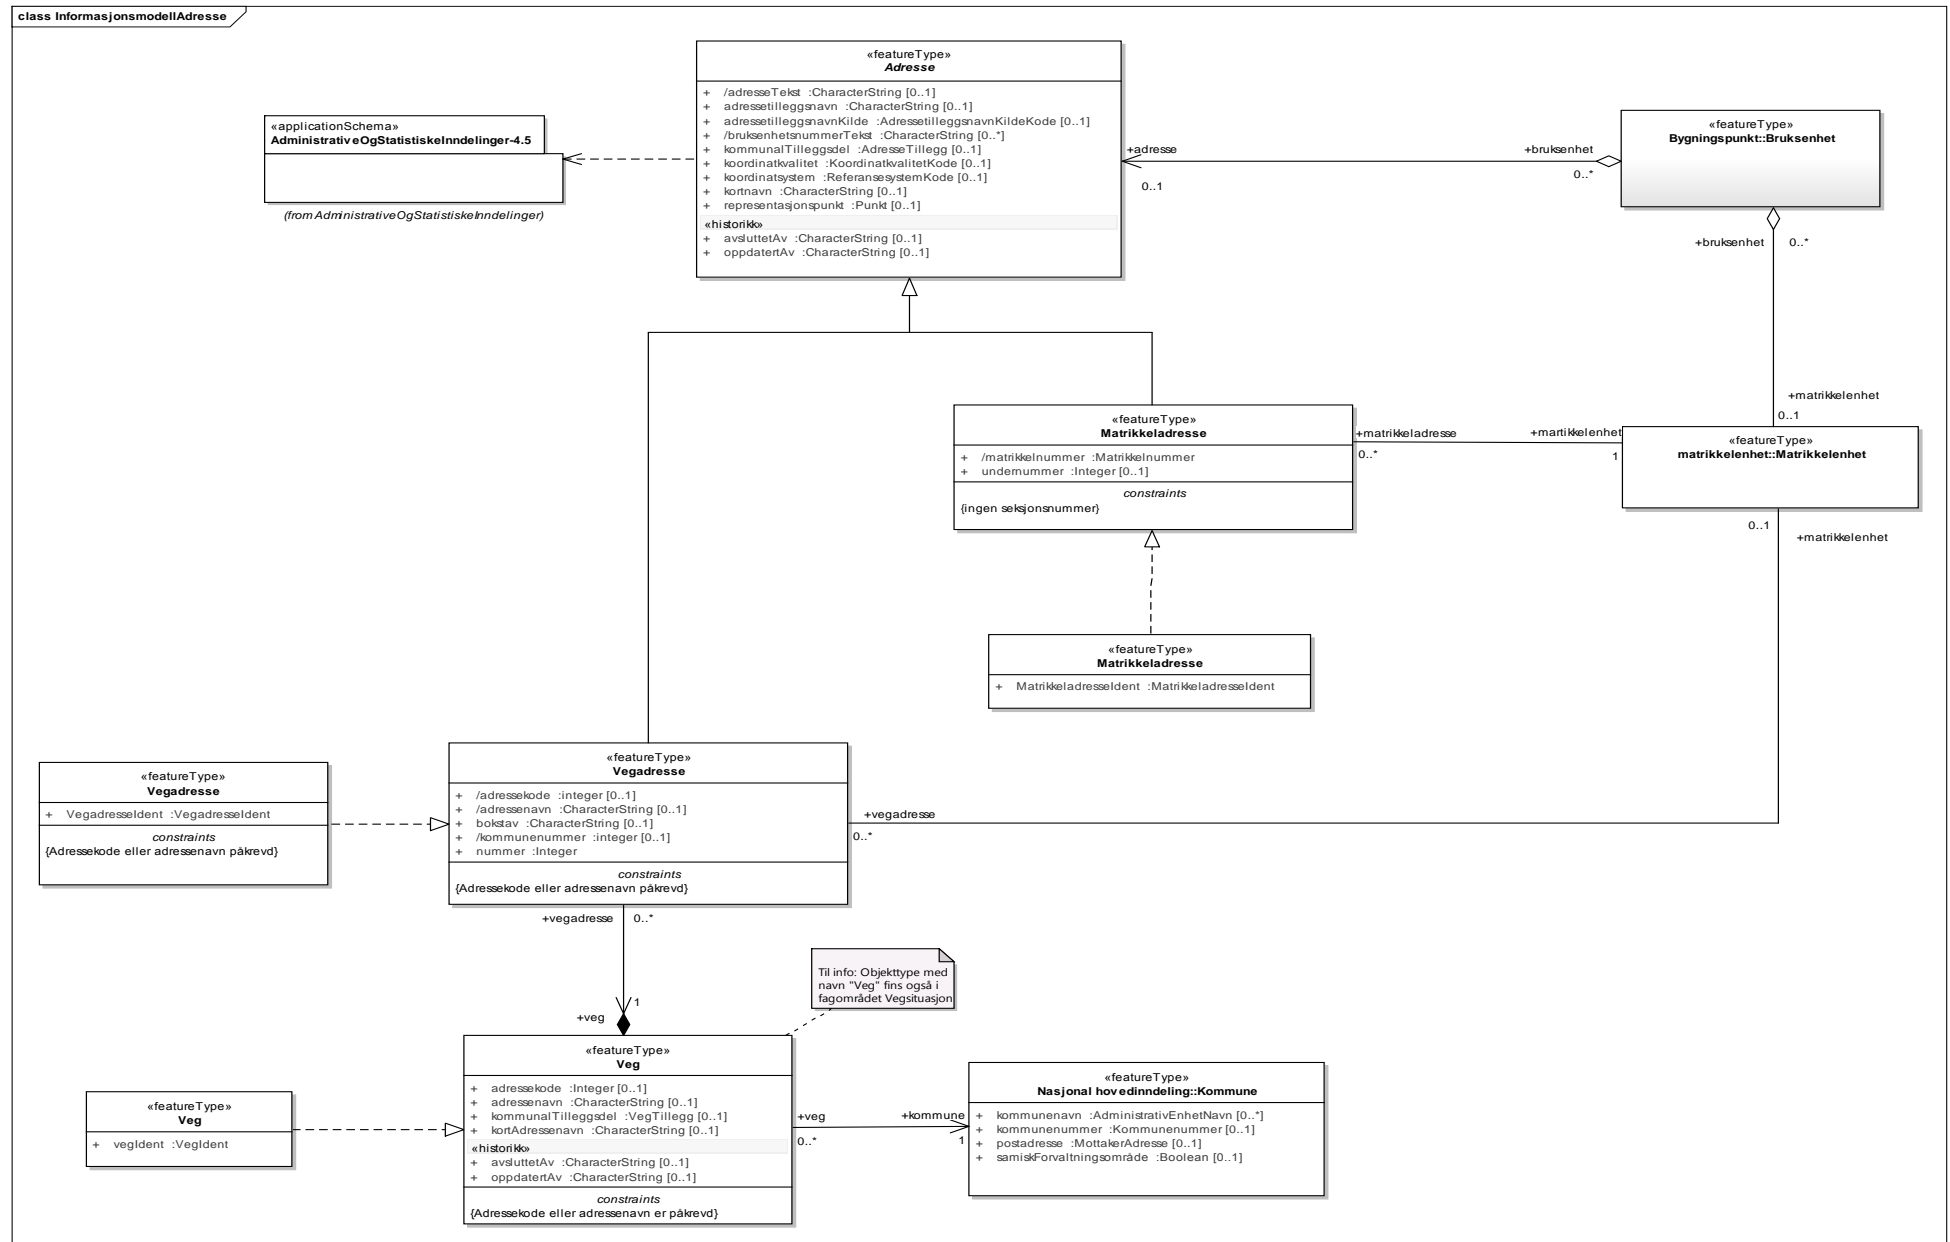 class InformasjonsmodellAdresse
«featureType»
Adresse
+ /adresseTekst :CharacterString [0..1]
+ adressetilleggsnavn :CharacterString [0..1]
+ adressetilleggsnavnKilde :AdressetilleggsnavnKildeKode [0..1]
+ /bruksenhetsnummerTekst :CharacterString [0..*]
+ kommunalTilleggsdel :AdresseTillegg [0..1]
+ koordinatkvalitet :KoordinatkvalitetKode [0..1]
+ koordinatsystem :ReferansesystemKode [0..1]
+ kortnavn :CharacterString [0..1]
+ representasjonspunkt :Punkt [0..1]
«historikk»
+ avsluttetAv :CharacterString [0..1]
+ oppdatertAv :CharacterString [0..1]
«applicationSchema»
AdministrativeOgStatistiskeInndelinger-4.5
(from AdministrativeOgStatistiskeInndelinger)
+adresse
0..1
+bruksenhet
0..*
«featureType»
Bygningspunkt::Bruksenhet
+bruksenhet
0..*
+matrikkelenhet
0..1
«featureType»
Matrikkeladresse
+ /matrikkelnummer :Matrikkelnummer
+ undernummer :Integer [0..1]
constraints
{ingen seksjonsnummer}
+matrikkeladresse
0..*
+martikkelenhet
1
«featureType»
matrikkelenhet::Matrikkelenhet
0..1
+matrikkelenhet
«featureType»
Matrikkeladresse
+ MatrikkeladresseIdent :MatrikkeladresseIdent
«featureType»
Vegadresse
+ VegadresseIdent :VegadresseIdent
constraints
{Adressekode eller adressenavn påkrevd}
«featureType»
Vegadresse
+ /adressekode :integer [0..1]
+ /adressenavn :CharacterString [0..1]
+ bokstav :CharacterString [0..1]
+ /kommunenummer :integer [0..1]
+ nummer :Integer
constraints
{Adressekode eller adressenavn påkrevd}
+vegadresse
0..*
+vegadresse
0..*
1
+veg
Til info: Objekttype med
navn "Veg" fins også i
fagområdet Vegsituasjon
«featureType»
Veg
+ vegIdent :VegIdent
«featureType»
Veg
+ adressekode :Integer [0..1]
+ adressenavn :CharacterString [0..1]
+ kommunalTilleggsdel :VegTillegg [0..1]
+ kortAdressenavn :CharacterString [0..1]
«historikk»
+ avsluttetAv :CharacterString [0..1]
+ oppdatertAv :CharacterString [0..1]
constraints
{Adressekode eller adressenavn er påkrevd}
+veg
0..*
+kommune
1
«featureType»
Nasjonal hovedinndeling::Kommune
+ kommunenavn :AdministrativEnhetNavn [0..*]
+ kommunenummer :Kommunenummer [0..1]
+ postadresse :MottakerAdresse [0..1]
+ samiskForvaltningsområde :Boolean [0..1]